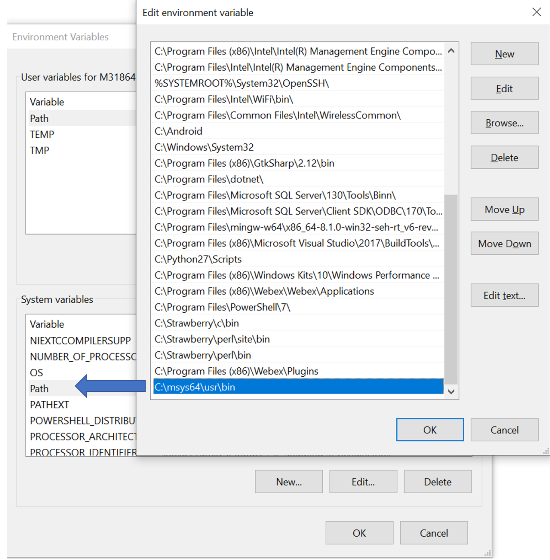 Edit environment variable
Environment Variables
User variables for M31864
Variable
Path
TEMP
TMP
C:\Program Files (x86)\Intel\Intel(R) Management Engine Compo...
C:\Program Files\Intel\Intel(R) Management Engine Components...
%SYSTEMROOT%\System32\OpenSSH\
C:\Program Files\Intel\WiFi\bin\
C:\Program Files\Common Files\Intel\WirelessCommon\
C:\Android
C:\Windows\System32
C:\Program Files (x86)\GtkSharp\2.12\bin
C:\Program Files\dotnet\
C:\Program Files\Microsoft SQL Server\130\Tools\Binn\
C:\Program Files\Microsoft SQL Server\Client SDK\ODBC\170\To...
C:\Program Files\mingw-w64\x86_64-8.1.0-win32-seh-rt_v6-rev...
C:\Program Files (x86)\Microsoft Visual Studio\2017\BuildTools\...
C:\Python27\Scripts
C:\Program Files (x86)\Windows Kits\10\Windows Performance ...
C:\Program Files (x86)\Webex\Webex\Applications
C:\Program Files\PowerShell\7\
C:\Strawberry\c\bin
C:\Strawberry\perl\site\bin
C:\Strawberry\perl\bin
C:\Program Files (x86)\Webex\Plugins
C:\msys64\usr\bin
New
Edit
Browse...
Delete
Move Up
Move Down
Edit text...
OK
Cancel
System variables
Variable
NIEXTCCOMPILERSUPP
NUMBER_OF_PROCESSO
OS
Path
PATHEXT
POWERSHELL_DISTRIBU
PROCESSOR_ARCHITECT
PROCESSOR_IDENTIFIER
New...
Edit...
Delete
OK
Cancel